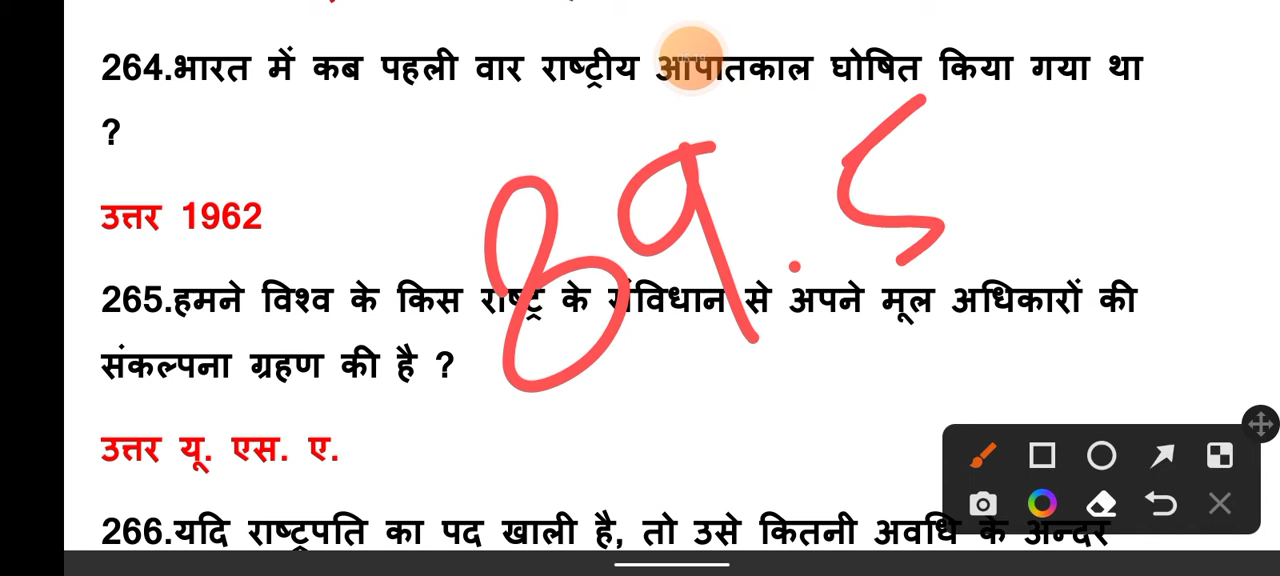 264.भारत में कब पहली वार राष्ट्रीय आपातकाल घोषित किया गया था
?
उत्तर 1962
89.5
265.हमने विश्व के किस राष्ट्र के संविधान से अपने मूल अधिकारों की
संकल्पना ग्रहण की है ?
उत्तर यू. एस. ए.
266.यदि राष्ट्रपति का पद खाली है, तो उसे कितनी अवधि के अन्दर